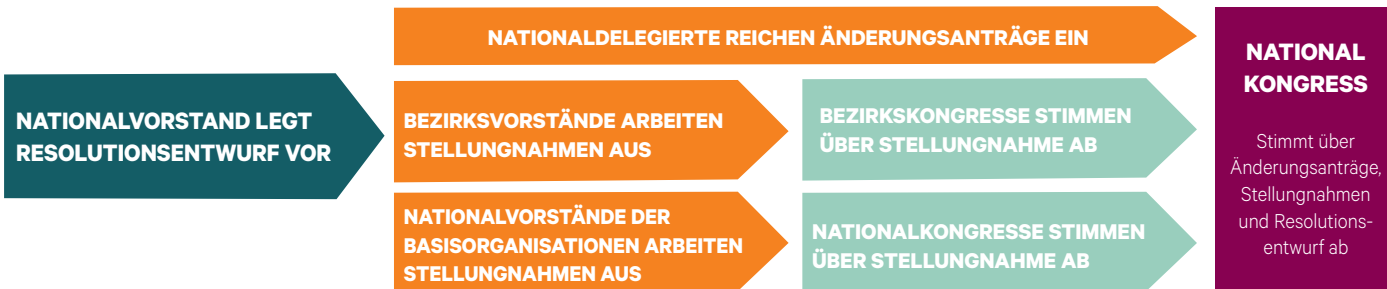 NATIONALVORSTAND LEGT
RESOLUTIONSENTWURF VOR
NATIONALDELEGIERTE REICHEN ÄNDERUNGSANTRÄGE EIN
BEZIRKSVORSTÄNDE ARBEITEN
STELLUNGNAHMEN AUS
BEZIRKSKONGRESSE STIMMEN
ÜBER STELLUNGNAHME AB
NATIONALVORSTÄNDE DER
BASISORGANISATIONEN ARBEITEN
STELLUNGNAHMEN AUS
NATIONALKONGRESSE STIMMEN
ÜBER STELLUNGNAHME AB
NATIONAL
KONGRESS
Stimmt über
Änderungsanträge,
Stellungnahmen
und Resolutions-
entwurf ab